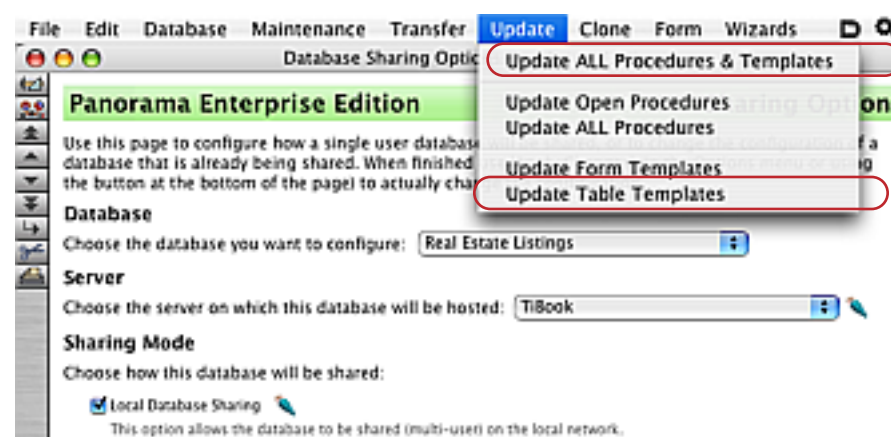 File Edit Database Maintenance Transfer Update Clone Form Wizards
Database Sharing Optic
Update ALL Procedures & Templates
Panorama Enterprise Edition
Update Open Procedures
Update ALL Procedures
Use this page to configure how a single user database
database that is already being shared. When finished
Update Form Templates
the button at the bottom of the page) to actually cha
Update Table Templates
Database
Choose the database you want to configure: Real Estate Listings
Server
Choose the server on which this database will be hosted: TiBook
Sharing Mode
Choose how this database will be shared:
Local Database Sharing
This option allows the database to be shared (multi-user) on the local network.